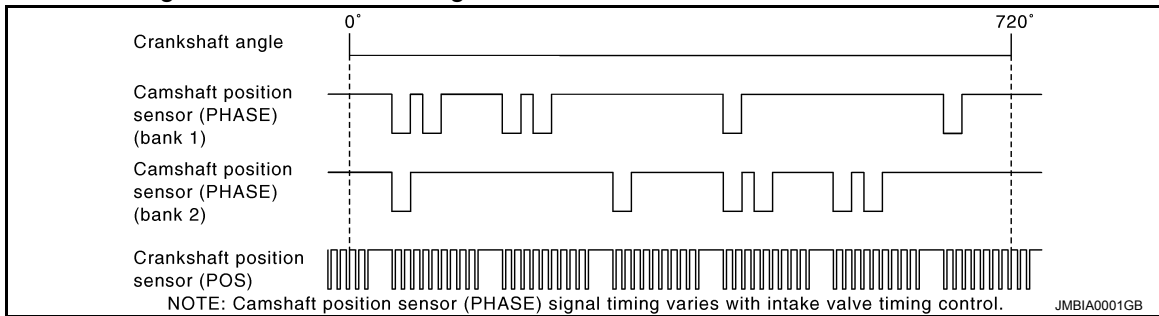 0°
720°
Crankshaft angle
Camshaft position
sensor (PHASE)
(bank 1)
Camshaft position
sensor (PHASE)
(bank 2)
Crankshaft position
sensor (POS)
NOTE: Camshaft position sensor (PHASE) signal timing varies with intake valve timing control.
JMBIA0001GB